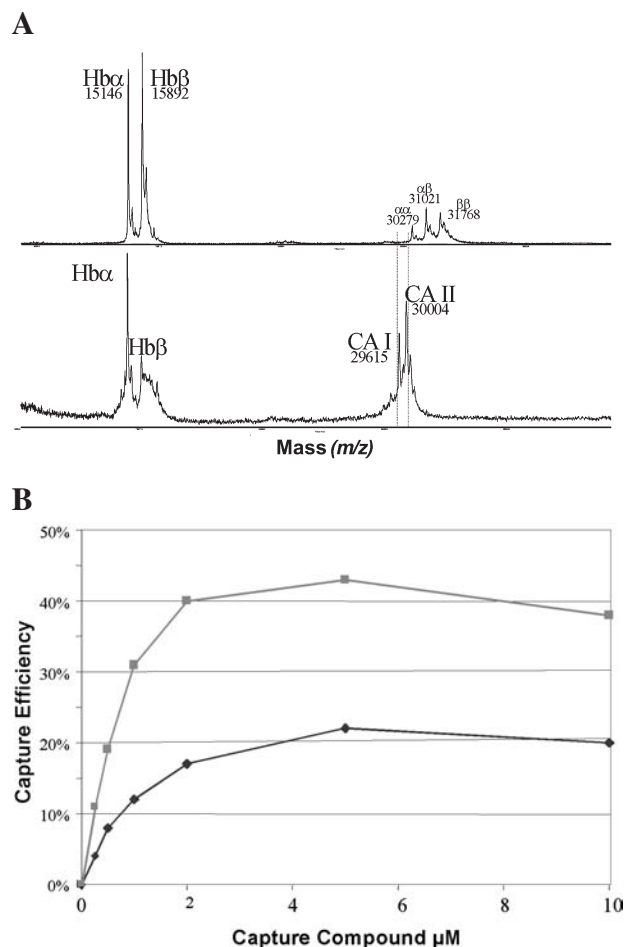 A
Hbα
15146
Hbβ
15892
αα
30279
αβ
31021
ββ
31768
Hbα
Hbβ
CA I
29615
CA II
30004
Mass (m/z)
B
50%
40%
30%
20%
10%
0%
Capture Efficiency
0 2 4 6 8 10
Capture Compound µM